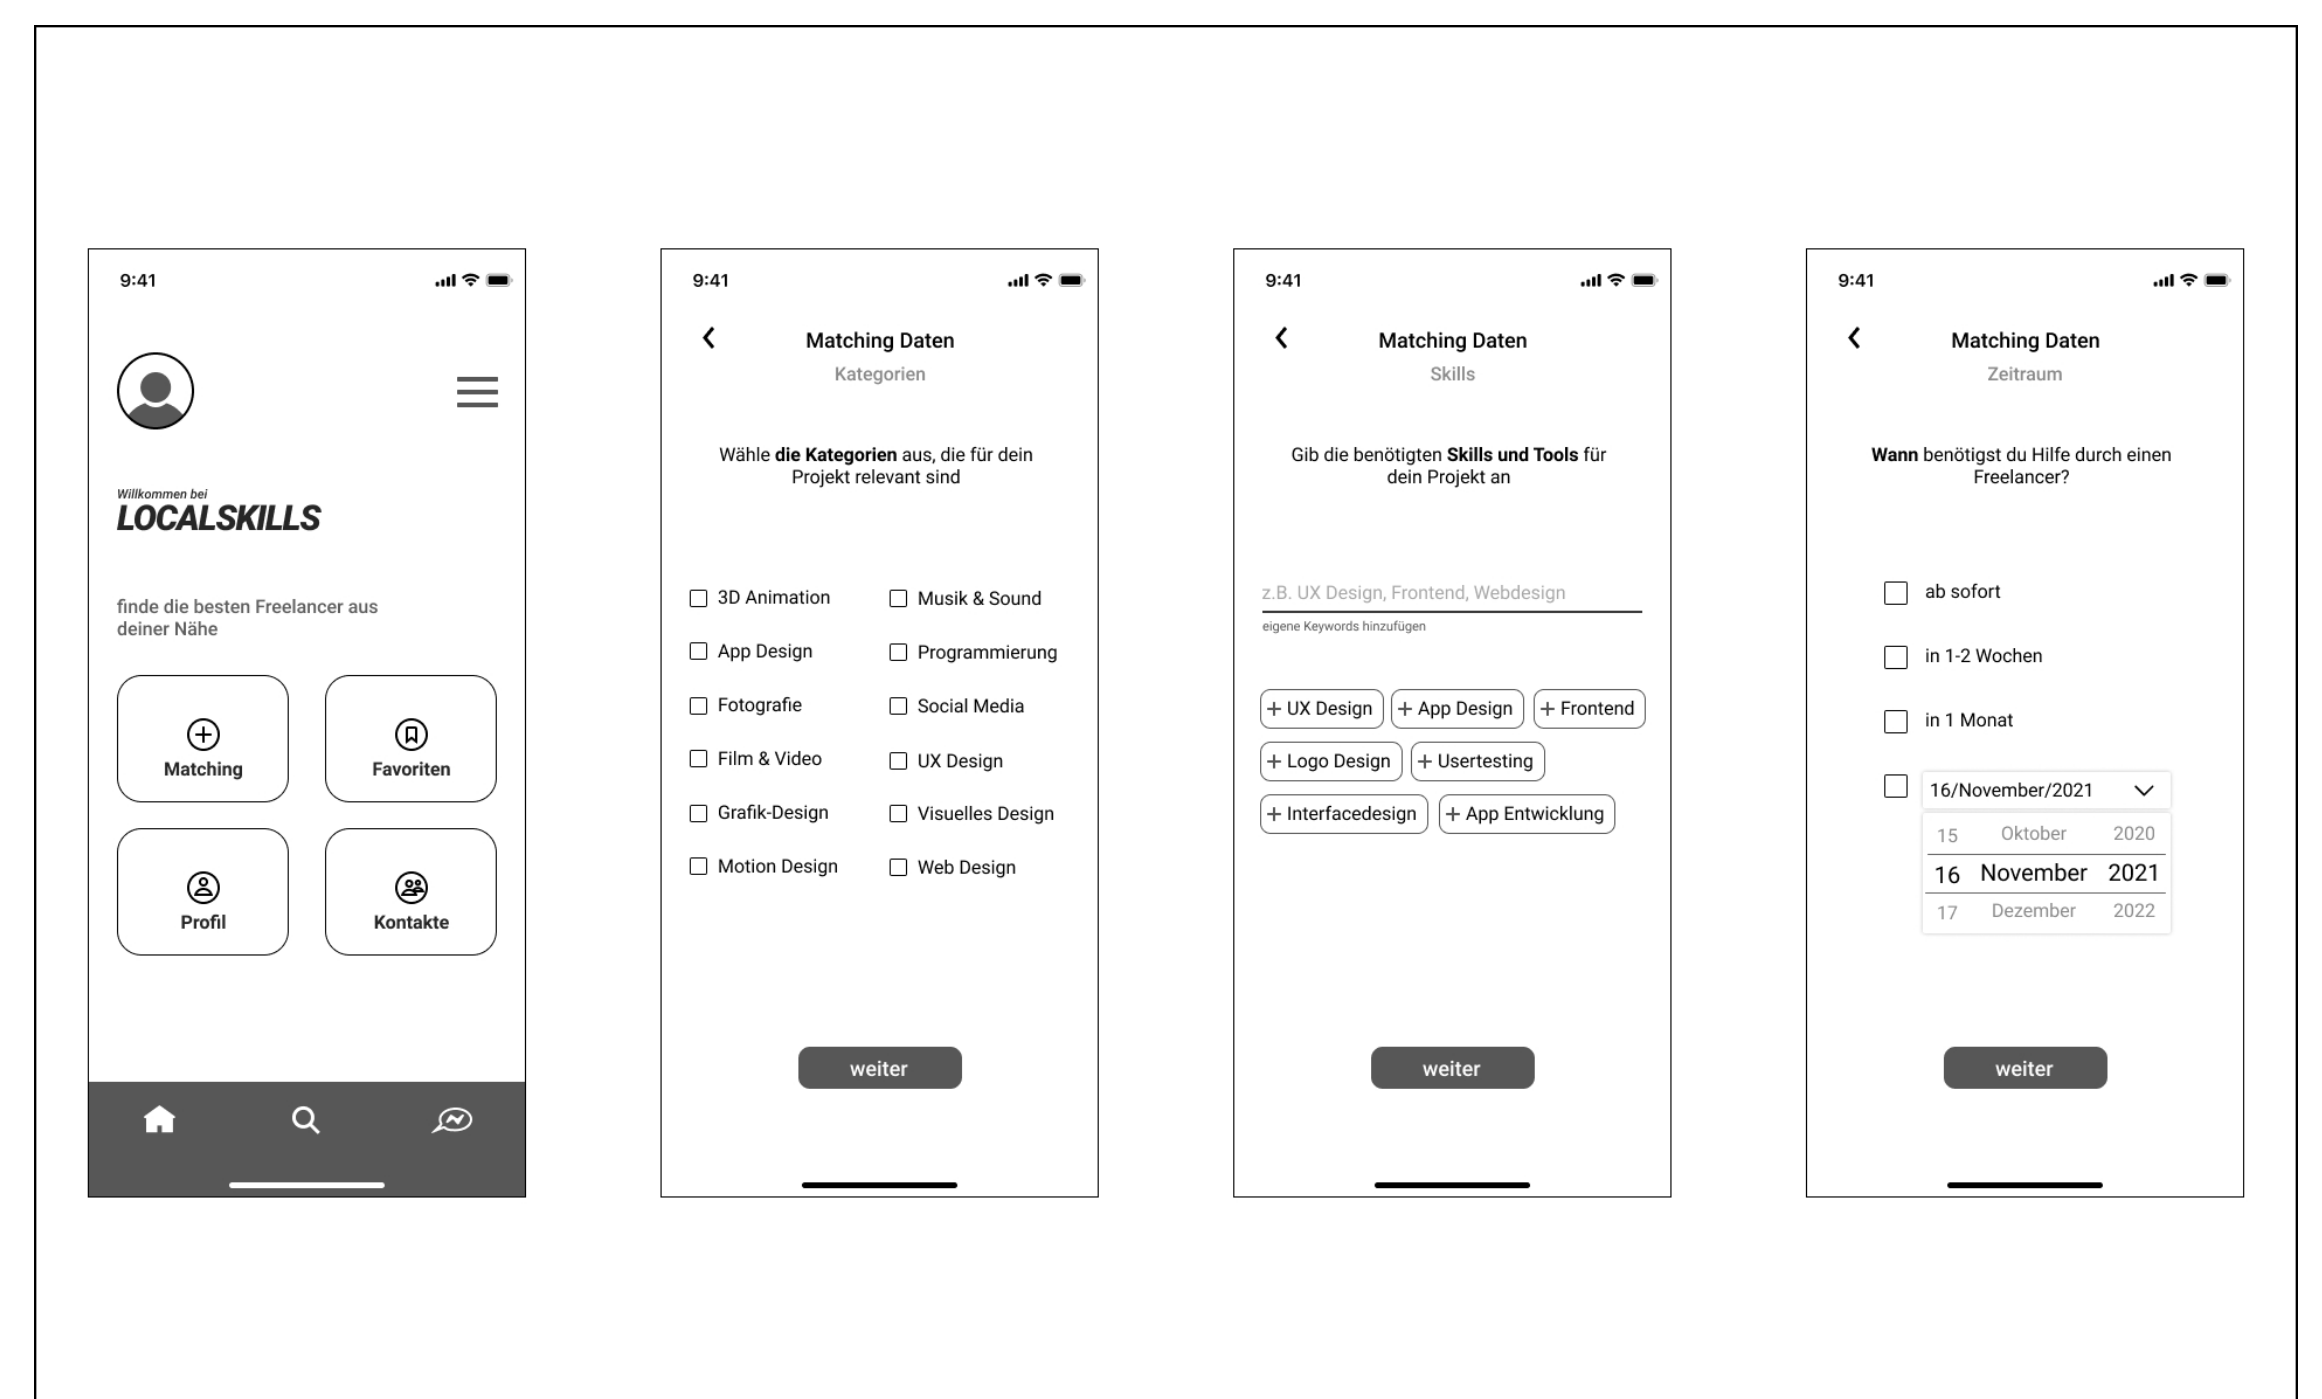 9:41
Willkommen bei
LOCALSKILLS
finde die besten Freelancer aus
deiner Nähe
Matching
Favoriten
Profil
Kontakte
9:41
Matching Daten
Kategorien
Wähle die Kategorien aus, die für dein
Projekt relevant sind
3D Animation
Musik & Sound
App Design
Programmierung
Fotografie
Social Media
Film & Video
UX Design
Grafik-Design
Visuelles Design
Motion Design
Web Design
weiter
9:41
Matching Daten
Skills
Gib die benötigten Skills und Tools für
dein Projekt an
z.B. UX Design, Frontend, Webdesign
eigene Keywords hinzufügen
+ UX Design + App Design + Frontend
+ Logo Design + Usertesting
+ Interfacedesign + App Entwicklung
weiter
9:41
Matching Daten
Zeitraum
Wann benötigst du Hilfe durch einen
Freelancer?
ab sofort
in 1-2 Wochen
in 1 Monat
16/November/2021
15 Oktober 2020
16 November 2021
17 Dezember 2022
weiter